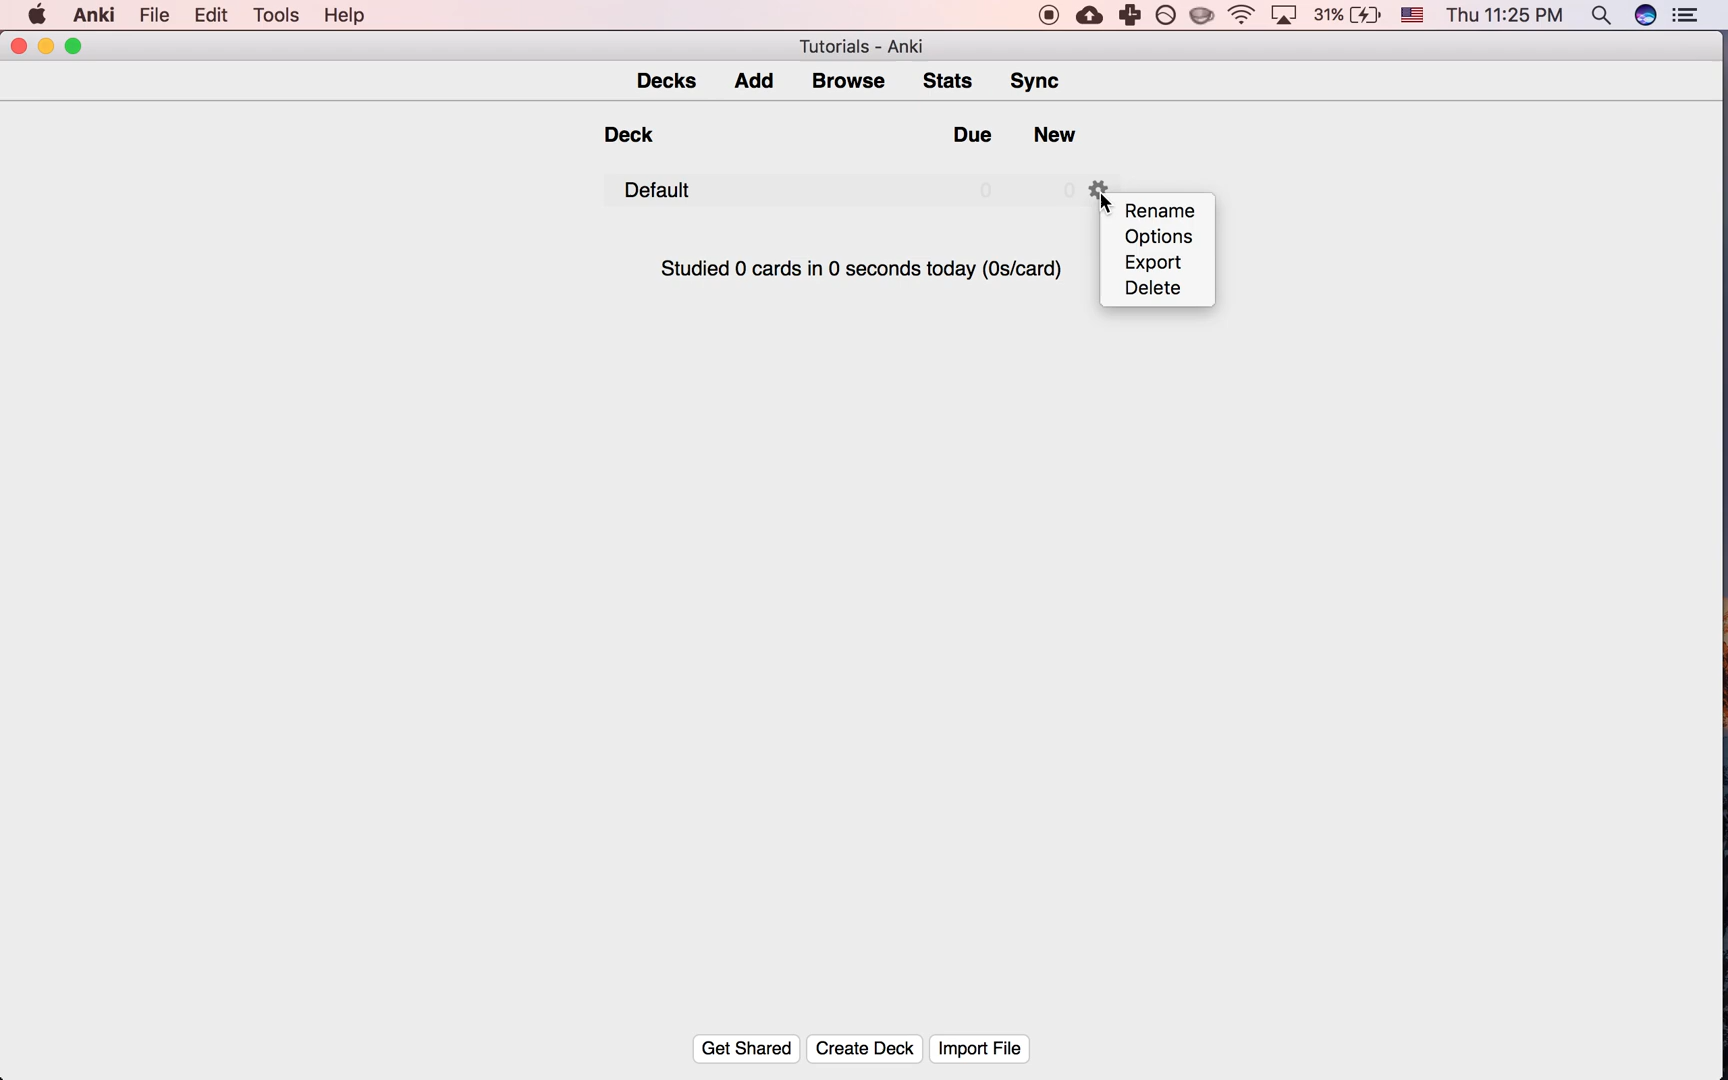 Anki File Edit Tools Help 31% Thu 11:25 PM
Tutorials - Anki
Decks Add Browse Stats Sync
Deck Due New
Default 0 0
Rename
Options
Export
Delete
Studied 0 cards in 0 seconds today (0s/card)
Get Shared Create Deck Import File